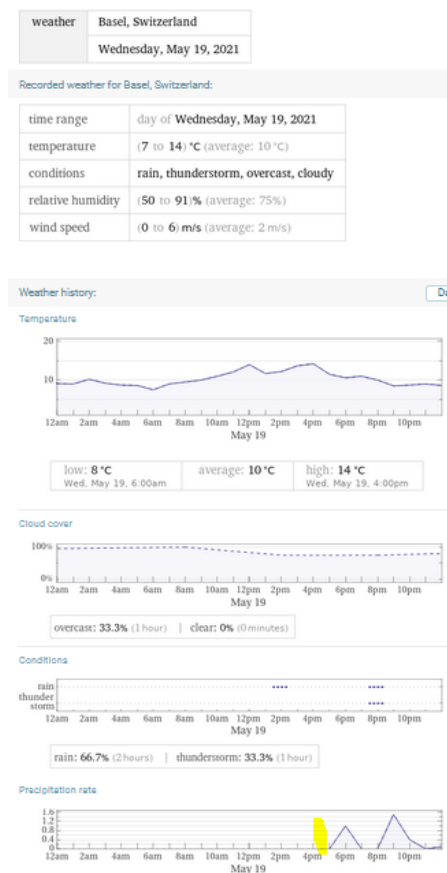 weather
Basel, Switzerland
Wednesday, May 19, 2021
Recorded weather for Basel, Switzerland:
time range day of Wednesday, May 19, 2021
temperature (7 to 14) °C (average: 10 °C)
conditions rain, thunderstorm, overcast, cloudy
relative humidity (50 to 91)% (average: 75%)
wind speed (0 to 6) m/s (average: 2 m/s)
Weather history:
Temperature
20
10
12am 2am 4am 6am 8am 10am 12pm 2pm 4pm 6pm 8pm 10pm
May 19
low: 8 °C average: 10 °C high: 14 °C
Wed, May 19, 6:00am Wed, May 19, 4:00pm
Cloud cover
100%
0%
12am 2am 4am 6am 8am 10am 12pm 2pm 4pm 6pm 8pm 10pm
May 19
overcast: 33.3% (1 hour) | clear: 0% (0 minutes)
Conditions
rain
thunder
storm
12am 2am 4am 6am 8am 10am 12pm 2pm 4pm 6pm 8pm 10pm
May 19
rain: 66.7% (2 hours) | thunderstorm: 33.3% (1 hour)
Precipitation rate
1.6
1.2
0.8
0.4
0
12am 2am 4am 6am 8am 10am 12pm 2pm 4pm 6pm 8pm 10pm
May 19